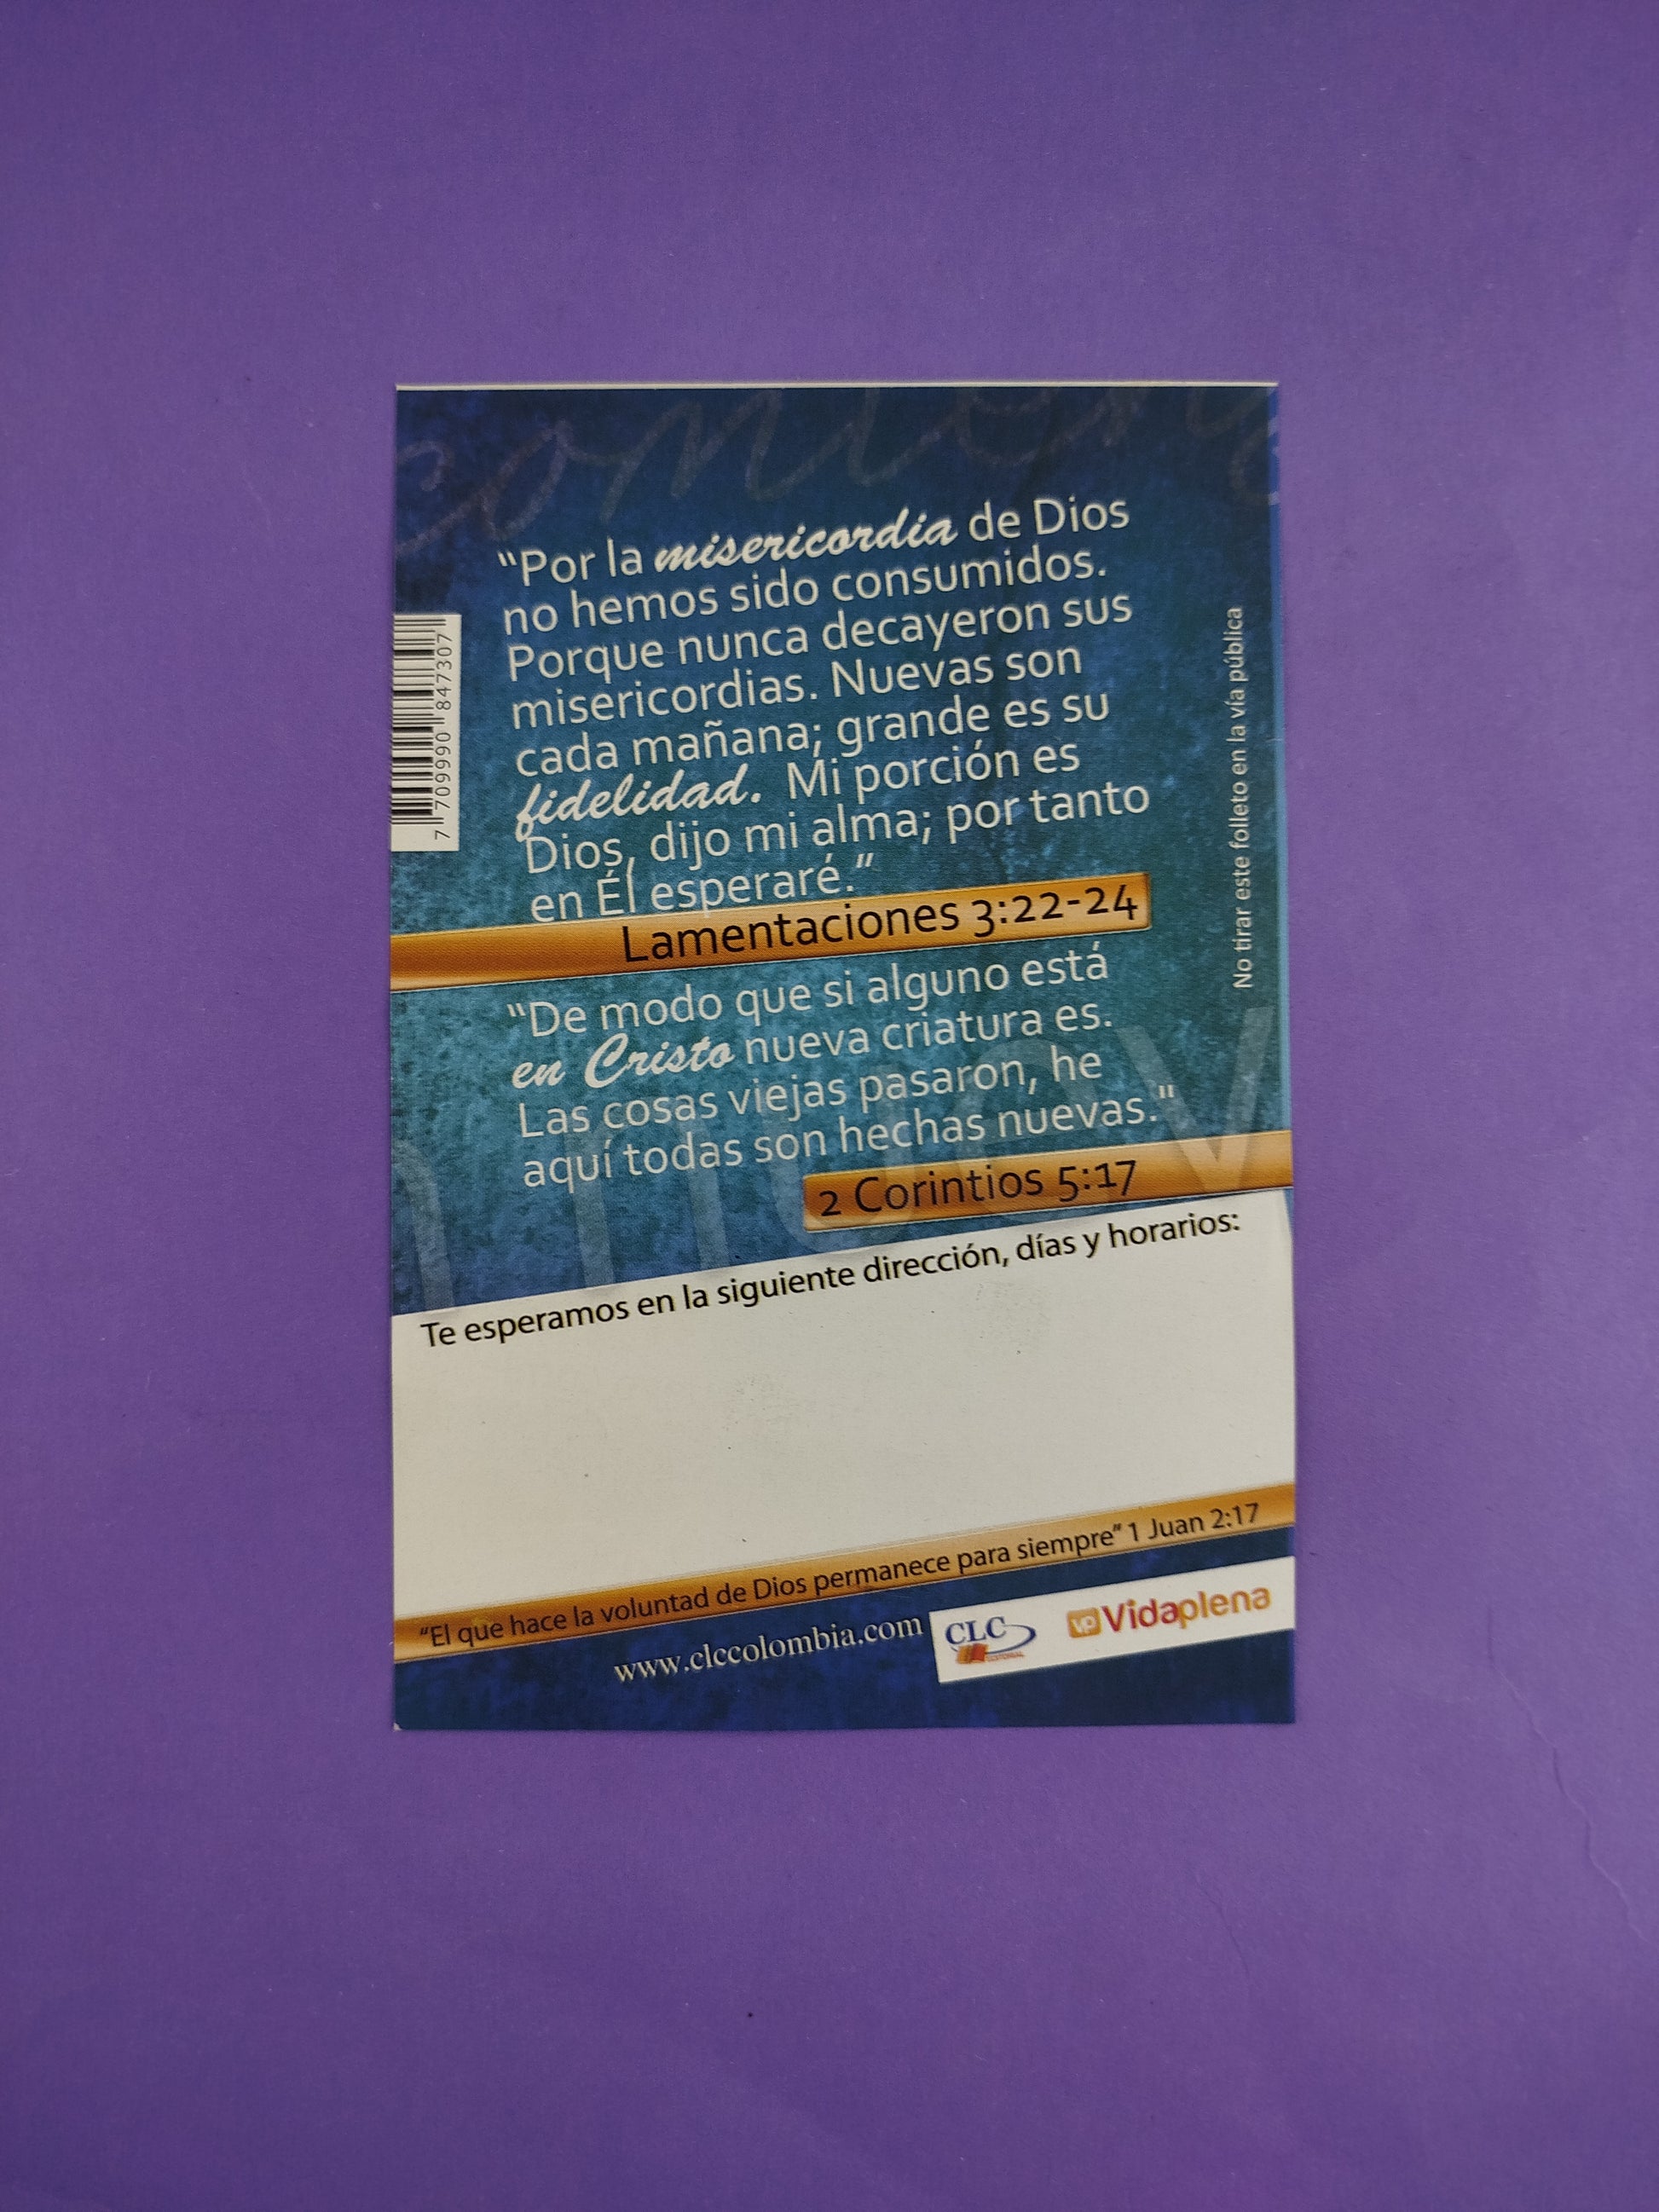 “Por la misericordia de Dios
no hemos sido consumidos.
Porque nunca decayeron sus
misericordias. Nuevas son
cada mañana; grande es su
fidelidad. Mi porción es
Dios, dijo mi alma; por tanto
en Él esperaré.”
Lamentaciones 3:22-24
“De modo que si alguno está
en Cristo nueva criatura es.
Las cosas viejas pasaron, he
aquí todas son hechas nuevas."
2 Corintios 5:17
Te esperamos en la siguiente dirección, días y horarios:
“El que hace la voluntad de Dios permanece para siempre” 1 Juan 2:17
www.clccolombia.com
CLC
EDITORIAL
VP Vidaplena
7 709990 847307
No tirar este folleto en la vía pública